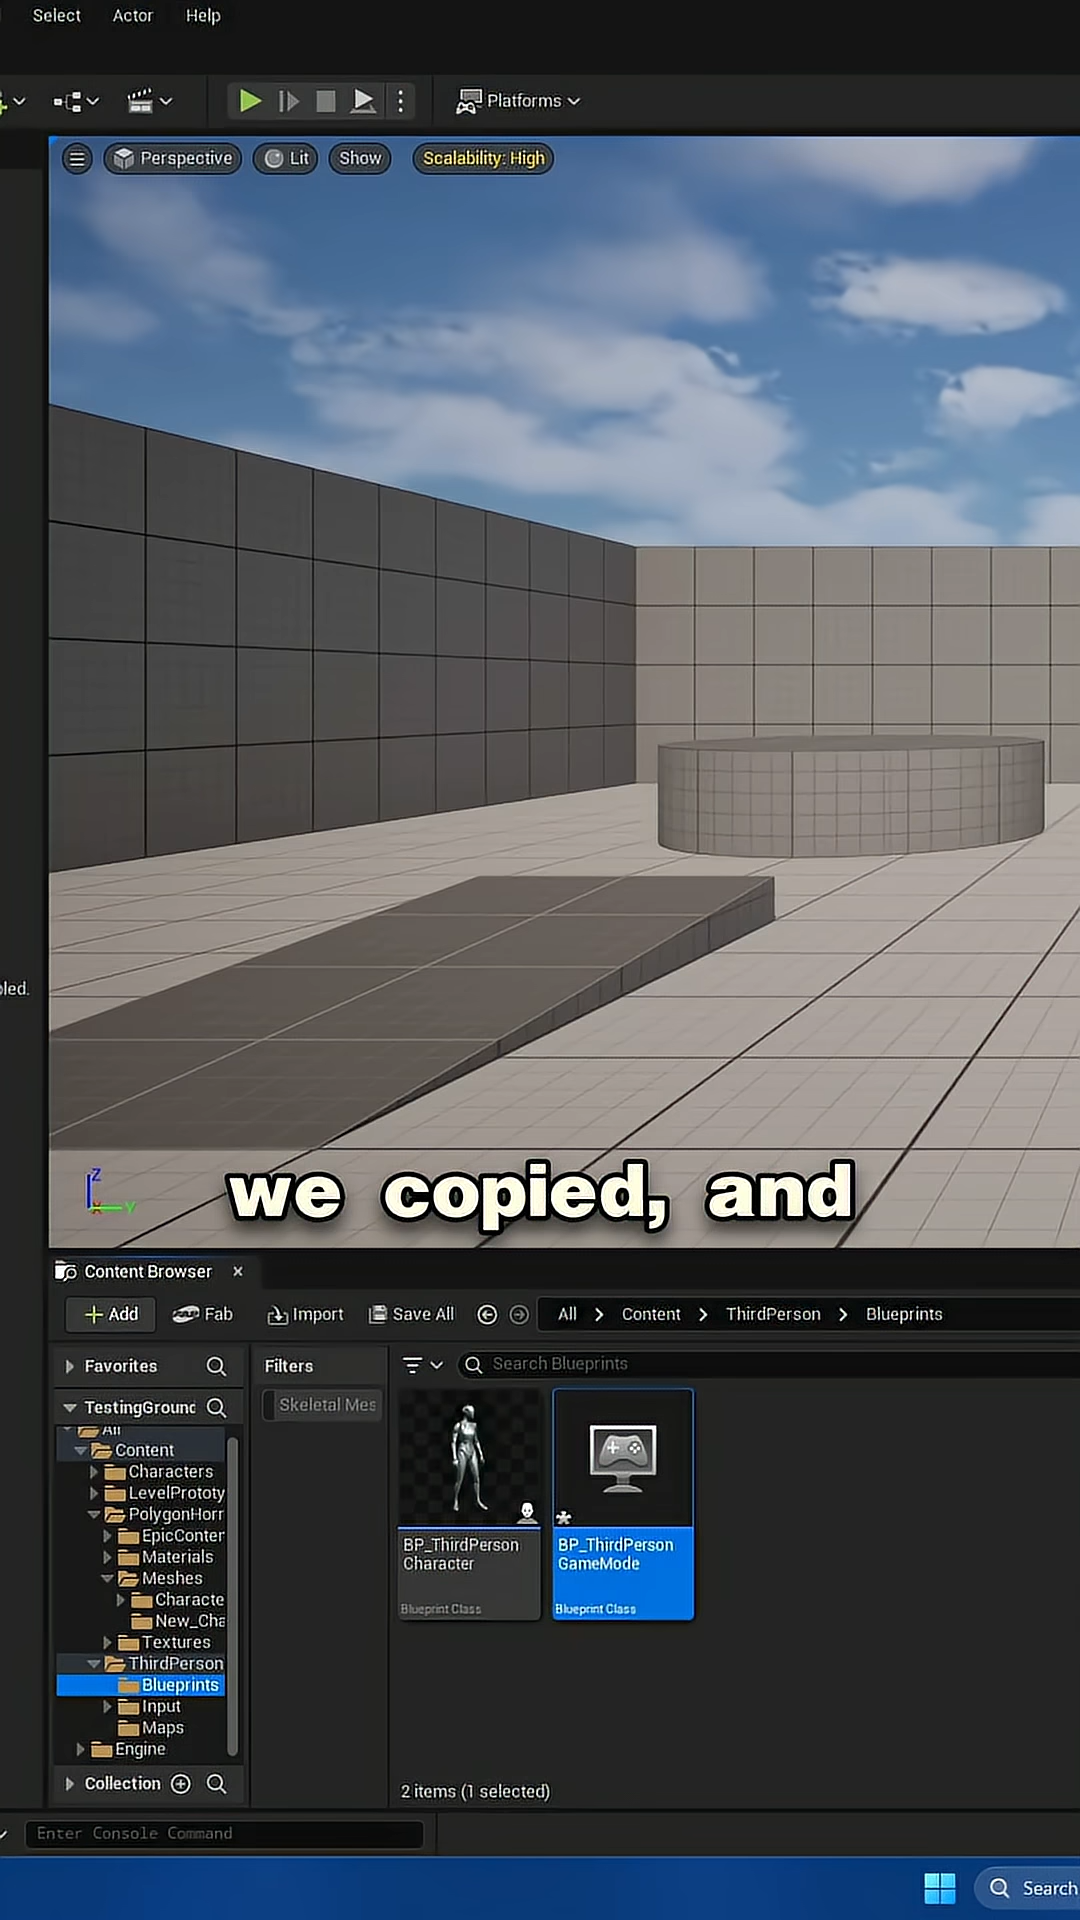 Select Actor Help
Platforms
Perspective Lit Show Scalability: High
pled.
Z
Y
we copied, and
Content Browser
Add Fab Import Save All All > Content > ThirdPerson > Blueprints
Favorites Filters Search Blueprints
TestingGround Skeletal Mes
All
Content
Characters
LevelPrototy
PolygonHorr
EpicConten
Materials
Meshes
Characte
New_Cha
Textures
ThirdPerson
Blueprints
Input
Maps
Engine
Collection
BP_ThirdPerson
Character
Blueprint Class
BP_ThirdPerson
GameMode
Blueprint Class
2 items (1 selected)
Enter Console Command
Search